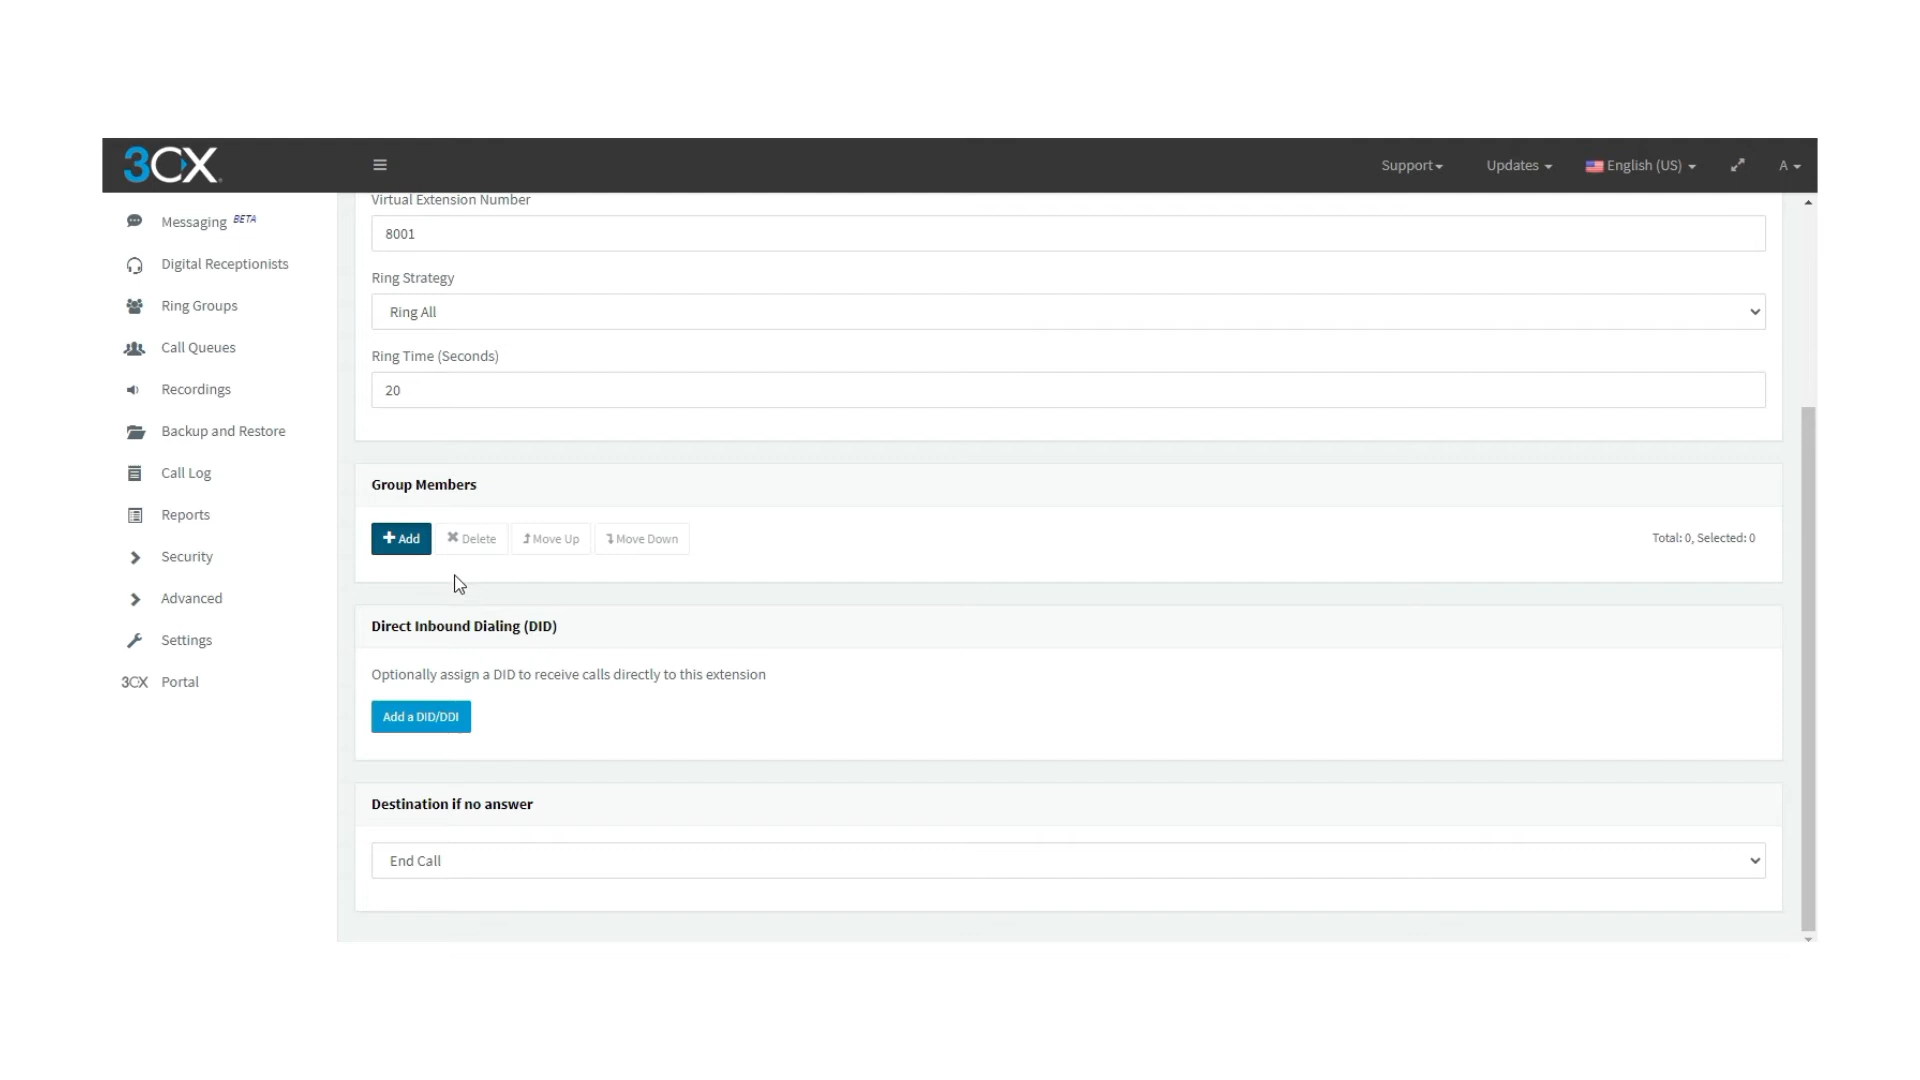 3CX
Support
Updates
English (US)
A
Messaging BETA
Digital Receptionists
Ring Groups
Call Queues
Recordings
Backup and Restore
Call Log
Reports
Security
Advanced
Settings
3CX Portal
Virtual Extension Number
8001
Ring Strategy
Ring All
Ring Time (Seconds)
20
Group Members
Add
Delete
Move Up
Move Down
Total: 0, Selected: 0
Direct Inbound Dialing (DID)
Optionally assign a DID to receive calls directly to this extension
Add a DID/DDI
Destination if no answer
End Call